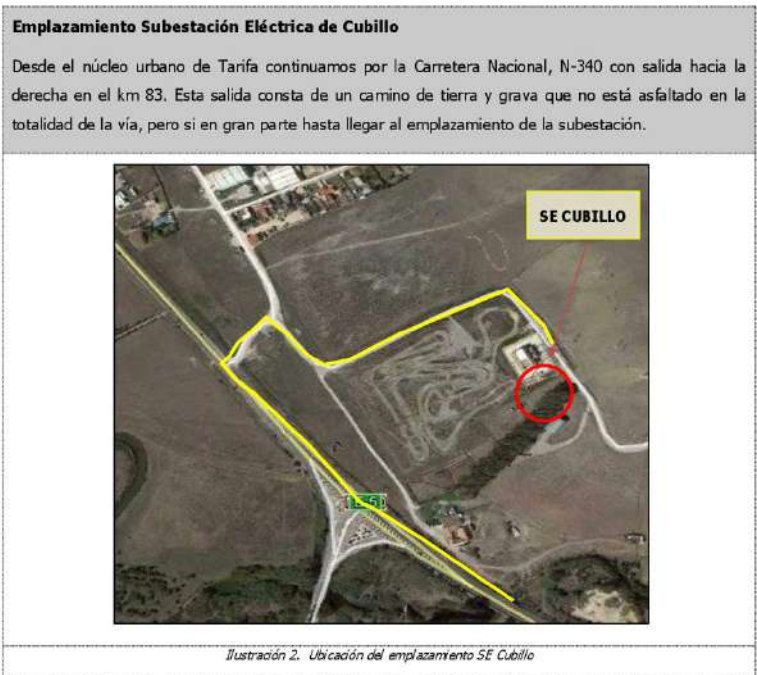 Emplazamiento Subestación Eléctrica de Cubillo
Desde el núcleo urbano de Tarifa continuamos por la Carretera Nacional, N-340 con salida hacia la
derecha en el km 83. Esta salida consta de un camino de tierra y grava que no está asfaltado en la
totalidad de la vía, pero si en gran parte hasta llegar al emplazamiento de la subestación.
SE CUBILLO
E-5
Ilustración 2. Ubicación del emplazamiento SE Cubillo